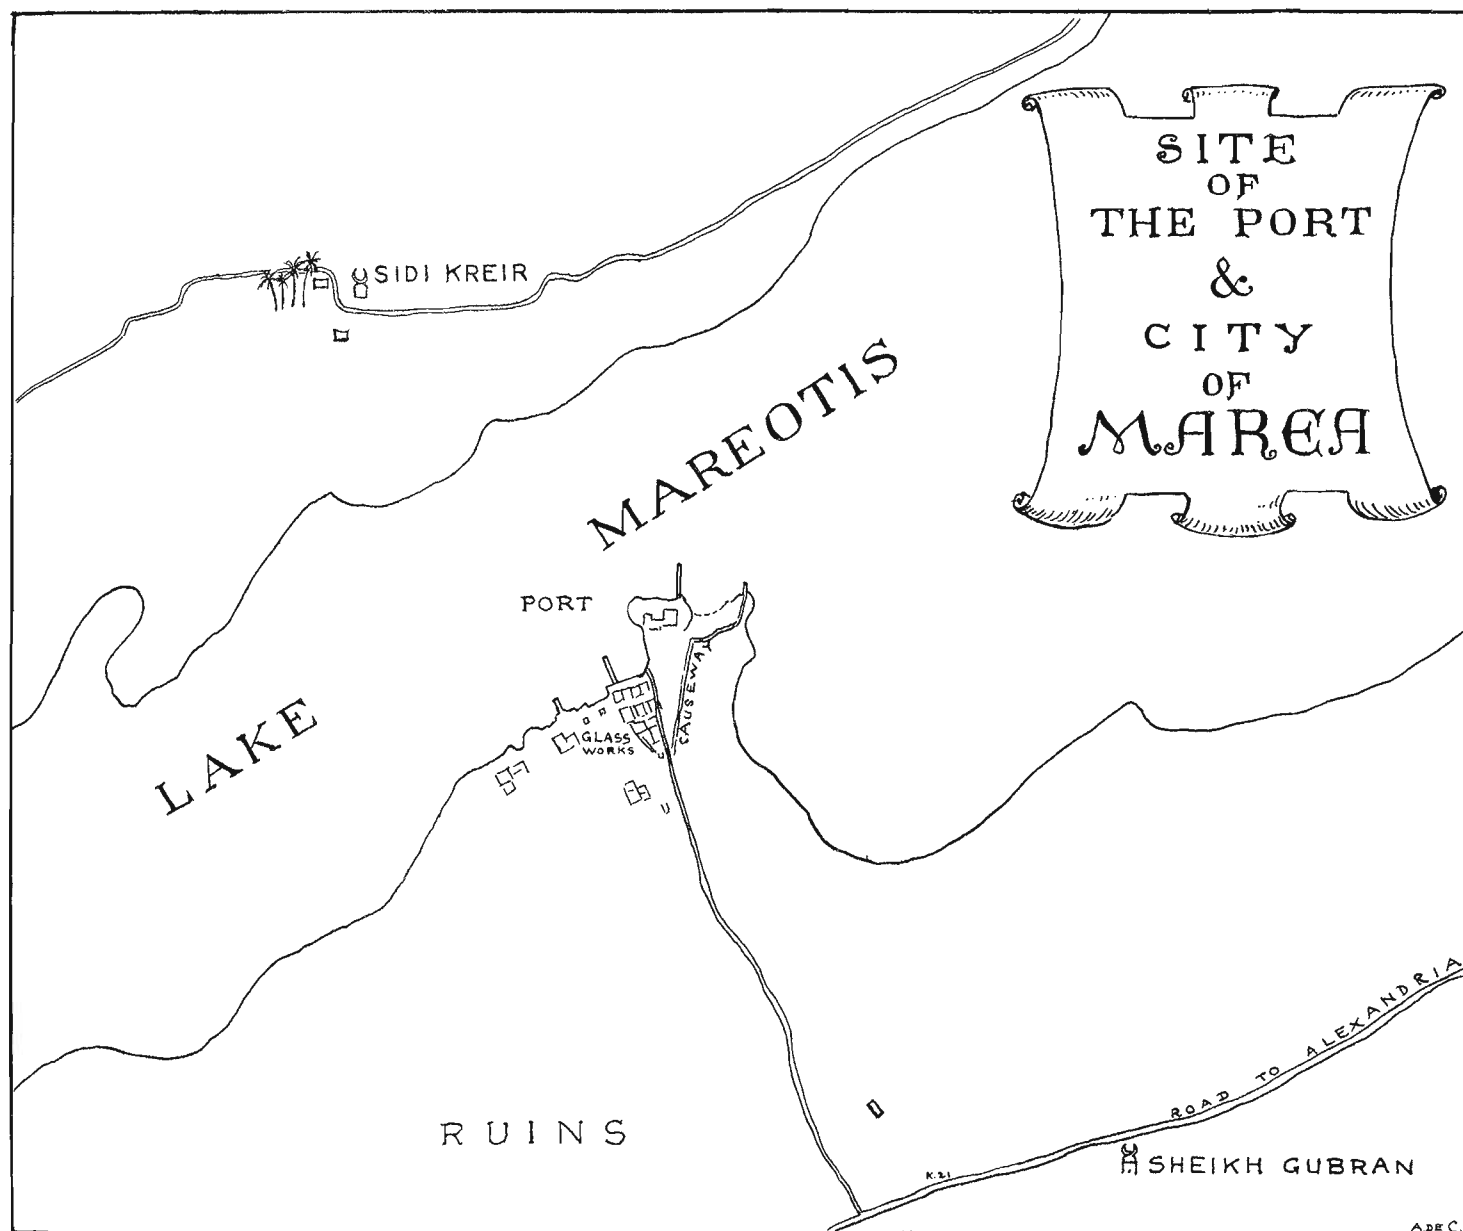 SITE
OF
THE PORT
&
CITY
OF
MAREA
SIDI KREIR
LAKE MAREOTIS
PORT
CAUSEWAY
GLASS
WORKS
RUINS
ROAD TO ALEXANDRIA
K.21
SHEIKH GUBRAN
A DE C.